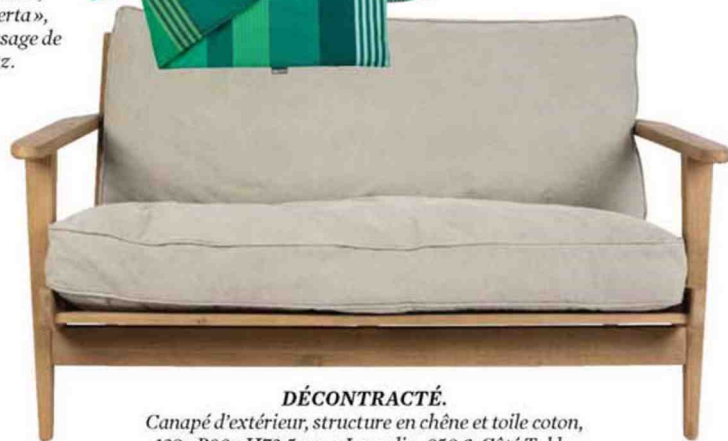 erta»,
sage de
z.
DÉCONTRACTÉ.
Canapé d'extérieur, structure en chêne et toile coton,